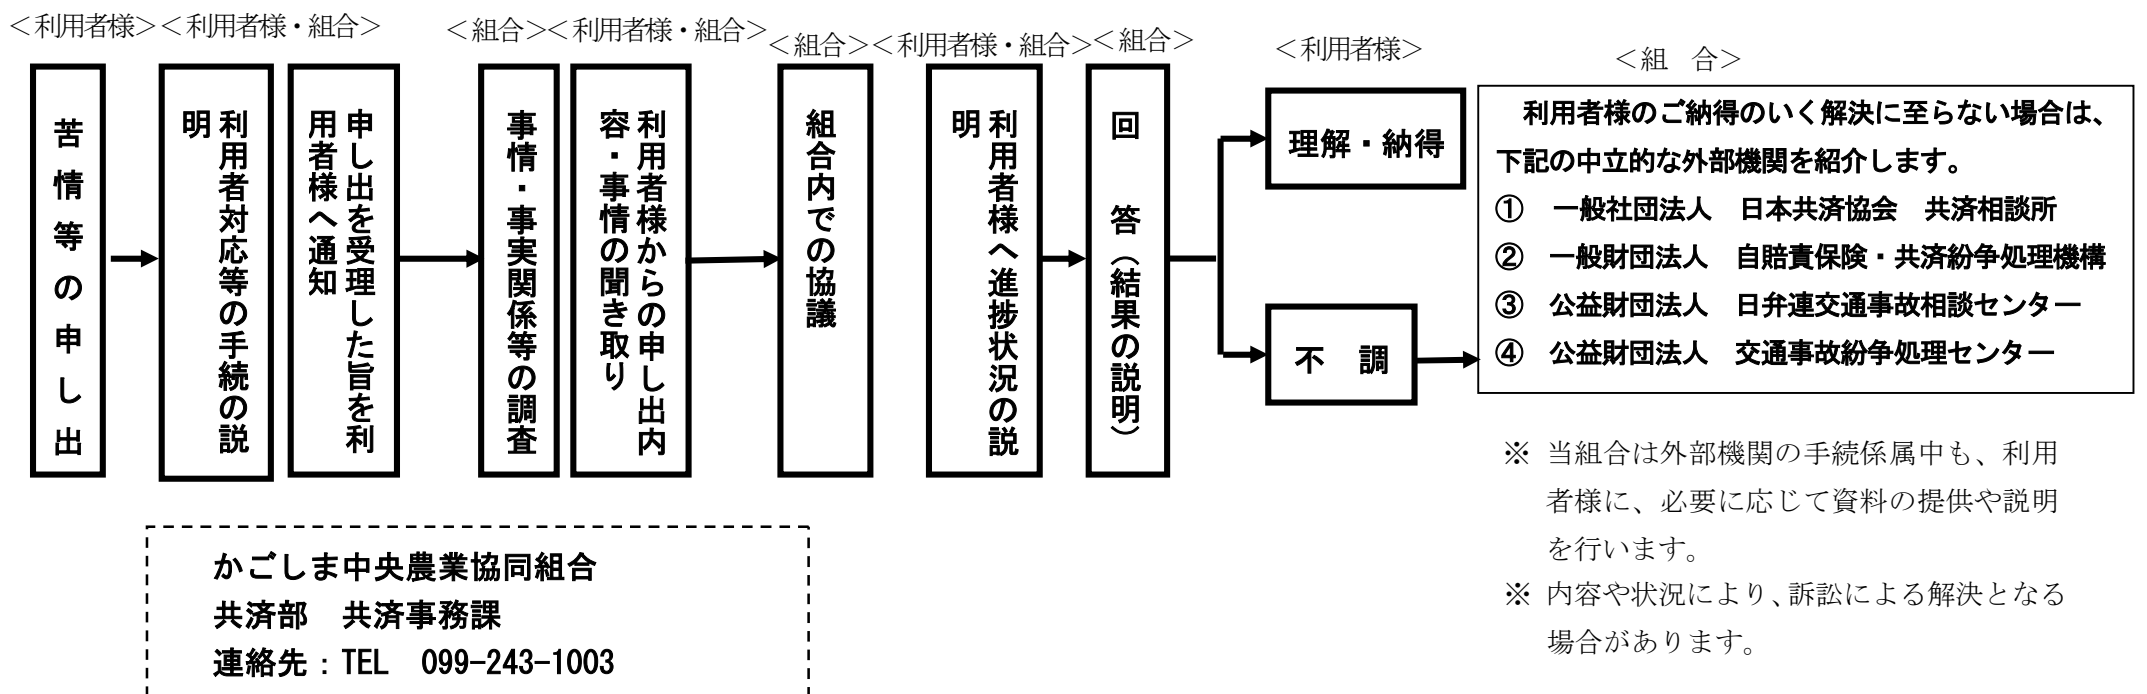 ＜利用者様＞＜利用者様・組合＞
＜組合＞＜利用者様・組合＞
＜組合＞＜利用者様・組合＞＜組合＞
＜利用者様＞
＜組　合＞
苦情等の申し出
利用者対応等の手続の説
明
申し出を受理した旨を利
用者様へ通知
事情・事実関係等の調査
利用者様からの申し出内
容・事情の聞き取り
組合内での協議
利用者様へ進捗状況の説
明
回　答（結果の説明）
理解・納得
不　調
利用者様のご納得のいく解決に至らない場合は、
下記の中立的な外部機関を紹介します。
①　一般社団法人　日本共済協会　共済相談所
②　一般財団法人　自賠責保険・共済紛争処理機構
③　公益財団法人　日弁連交通事故相談センター
④　公益財団法人　交通事故紛争処理センター
※ 当組合は外部機関の手続係属中も、利用
者様に、必要に応じて資料の提供や説明
を行います。
※ 内容や状況により、訴訟による解決となる
場合があります。
かごしま中央農業協同組合
共済部　共済事務課
連絡先：TEL　099-243-1003